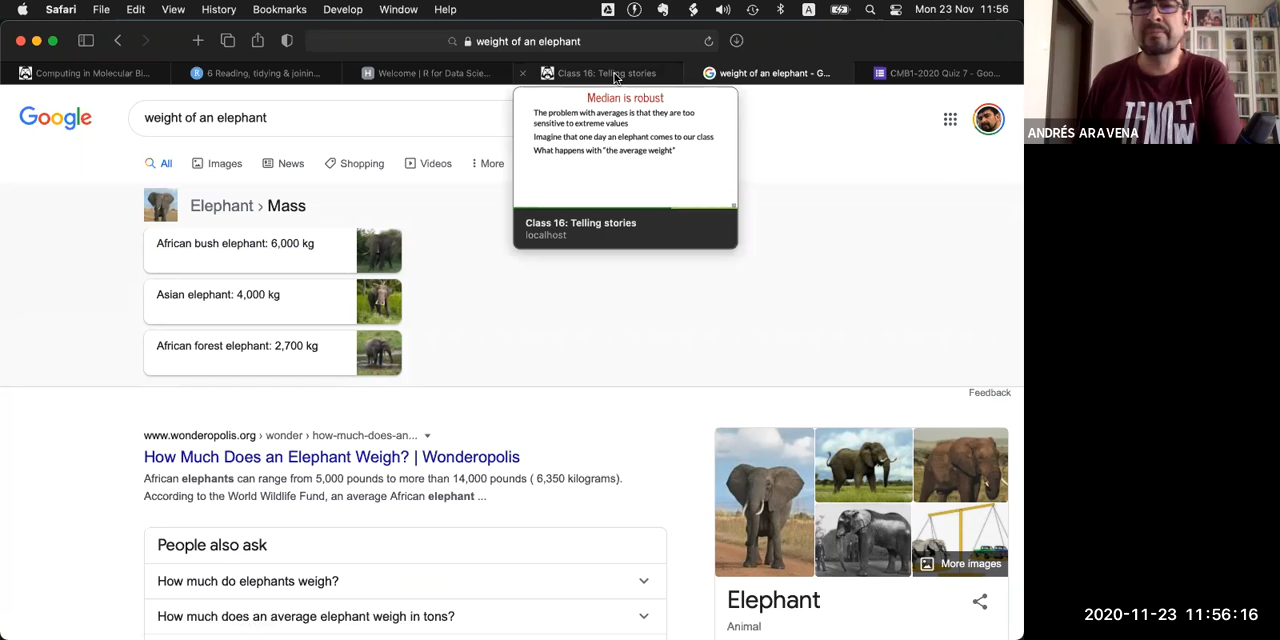 Safari File Edit View History Bookmarks Develop Window Help A Mon 23 Nov 11:56
weight of an elephant
Computing in Molecular Bi...
6 Reading, tidying & joinin...
Welcome | R for Data Scie...
Class 16: Telling stories
weight of an elephant - G...
CMB1-2020 Quiz 7 - Goo...
Google
weight of an elephant
All Images News Shopping Videos More
Median is robust
The problem with averages is that they are too
sensitive to extreme values
Imagine that one day an elephant comes to our class
What happens with "the average weight"
Class 16: Telling stories
localhost
Elephant › Mass
African bush elephant: 6,000 kg
Asian elephant: 4,000 kg
African forest elephant: 2,700 kg
Feedback
www.wonderopolis.org › wonder › how-much-does-an...
How Much Does an Elephant Weigh? | Wonderopolis
African elephants can range from 5,000 pounds to more than 14,000 pounds ( 6,350 kilograms).
According to the World Wildlife Fund, an average African elephant ...
People also ask
How much do elephants weigh?
How much does an average elephant weigh in tons?
More images
Elephant
Animal
ANDRÉS ARAVENA
2020-11-23 11:56:16